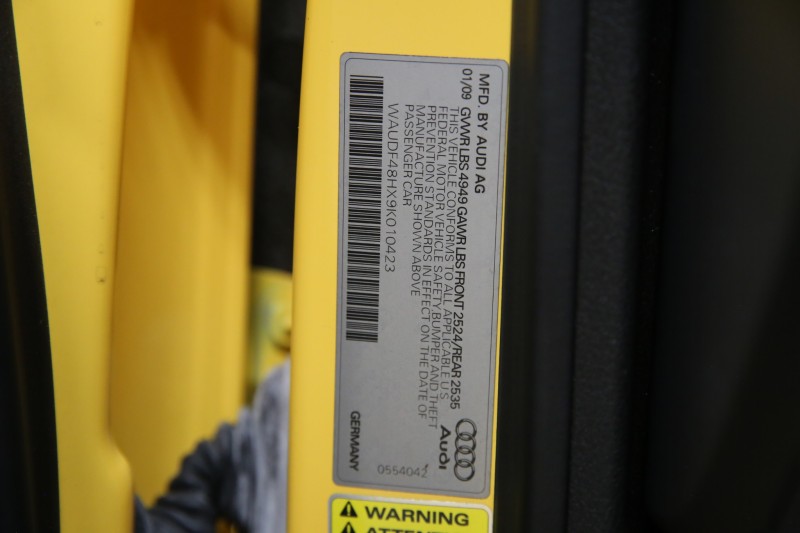 MFD. BY AUDI AG
01/09 GVWR LBS 4949 GAWR LBS FRONT 2524/REAR 2535
THIS VEHICLE CONFORMS TO ALL APPLICABLE U S
FEDERAL MOTOR VEHICLE SAFETY BUMPER AND THEFT
PREVENTION STANDARDS IN EFFECT ON THE DATE OF
MANUFACTURE SHOWN ABOVE
PASSENGER CAR
WAUDF48HX9K010423
Audi
0554042
GERMANY
WARNING